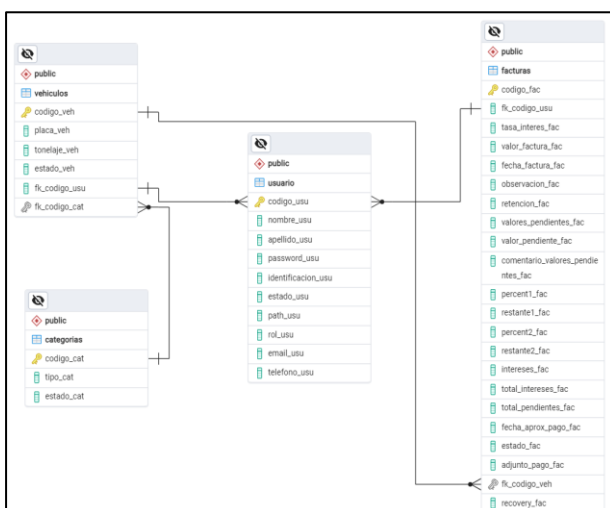 public
vehiculos
codigo_veh
placa_veh
tonelaje_veh
estado_veh
fk_codigo_usu
fk_codigo_cat
public
categorias
codigo_cat
tipo_cat
estado_cat
public
usuario
codigo_usu
nombre_usu
apellido_usu
password_usu
identificacion_usu
estado_usu
path_usu
rol_usu
email_usu
telefono_usu
public
facturas
codigo_fac
fk_codigo_usu
tasa_interes_fac
valor_factura_fac
fecha_factura_fac
observacion_fac
retencion_fac
valores_pendientes_fac
valor_pendiente_fac
comentario_valores_pendie
ntes_fac
percent1_fac
restante1_fac
percent2_fac
restante2_fac
intereses_fac
total_intereses_fac
total_pendientes_fac
fecha_aprox_pago_fac
estado_fac
adjunto_pago_fac
fk_codigo_veh
recovery_fac